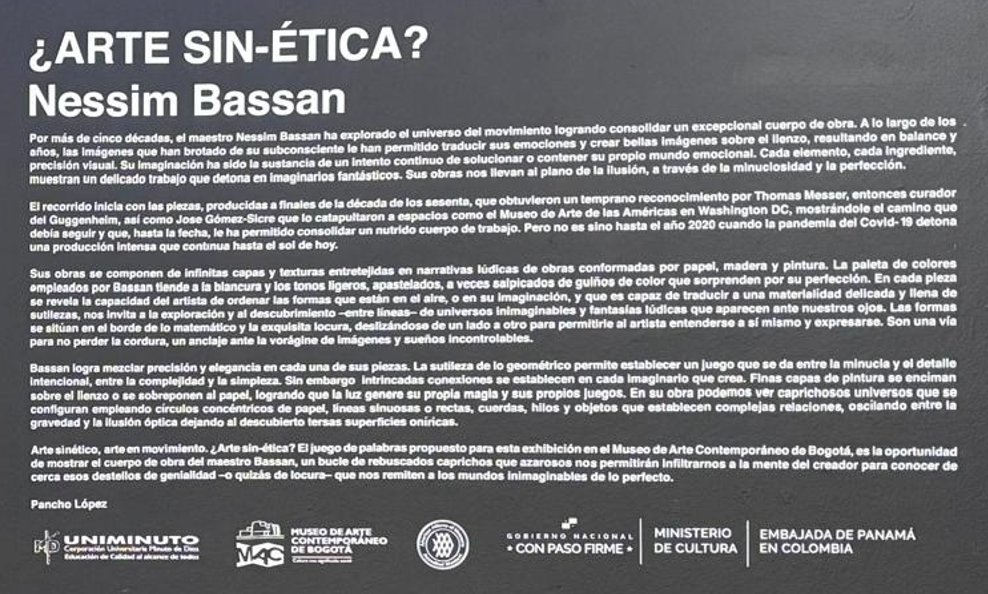 ¿ARTE SIN-ÉTICA?
Nessim Bassan
Por más de cinco décadas, el maestro Nessim Bassan ha explorado el universo del movimiento logrando consolidar un excepcional cuerpo de obra. A lo largo de los
años, las imágenes que han brotado de su subconsciente le han permitido traducir sus emociones y crear bellas imágenes sobre el lienzo, resultando en balance y
precisión visual. Su imaginación ha sido la sustancia de un intento continuo de solucionar o contener su propio mundo emocional. Cada elemento, cada ingrediente,
muestran un delicado trabajo que detona en imaginarios fantásticos. Sus obras nos llevan al plano de la ilusión, a través de la minuciosidad y la perfección.
El recorrido inicia con las piezas, producidas a finales de la década de los sesenta, que obtuvieron un temprano reconocimiento por Thomas Messer, entonces curador
del Guggenheim, así como Jose Gómez-Sicre que lo catapultaron a espacios como el Museo de Arte de las Américas en Washington DC, mostrándole el camino que
debía seguir y que, hasta la fecha, le ha permitido consolidar un nutrido cuerpo de trabajo. Pero no es sino hasta el año 2020 cuando la pandemia del Covid-19 detona
una producción intensa que continua hasta el sol de hoy.
Sus obras se componen de infinitas capas y texturas entretejidas en narrativas lúdicas de obras conformadas por papel, madera y pintura. La paleta de colores
empleados por Bassan tiende a la blancura y los tonos ligeros, apastelados, a veces salpicados de guiños de color que sorprenden por su perfección. En cada pieza
se revela la capacidad del artista de ordenar las formas que están en el aire, o en su imaginación, y que es capaz de traducir a una materialidad delicada y llena de
sutilezas, nos invita a la exploración y al descubrimiento –entre líneas– de universos inimaginables y fantasías lúdicas que aparecen ante nuestros ojos. Las formas
se sitúan en el borde de lo matemático y la exquisita locura, deslizándose de un lado a otro para permitirle al artista entenderse a sí mismo y expresarse. Son una vía
para no perder la cordura, un anclaje ante la vorágine de imágenes y sueños incontrolables.
Bassan logra mezclar precisión y elegancia en cada una de sus piezas. La sutileza de lo geométrico permite establecer un juego que se da entre la minucia y el detalle
intencional, entre la complejidad y la simpleza. Sin embargo intrincadas conexiones se establecen en cada imaginario que crea. Finas capas de pintura se enciman
sobre el lienzo o se sobreponen al papel, logrando que la luz genere su propia magia y sus propios juegos. En su obra podemos ver caprichosos universos que se
configuran empleando círculos concéntricos de papel, líneas sinuosas o rectas, cuerdas, hilos y objetos que establecen complejas relaciones, oscilando entre la
gravedad y la ilusión óptica dejando al descubierto tersas superficies oníricas.
Arte sinético, arte en movimiento. ¿Arte sin-ética? El juego de palabras propuesto para esta exhibición en el Museo de Arte Contemporáneo de Bogotá, es la oportunidad
de mostrar el cuerpo de obra del maestro Bassan, un bucle de rebuscados caprichos que azarosos nos permitirán infiltrarnos a la mente del creador para conocer de
cerca esos destellos de genialidad –o quizás de locura– que nos remiten a los mundos inimaginables de lo perfecto.
Pancho López
UNIMINUTO
Corporación Universitaria Minuto de Dios
Educación de Calidad al alcance de todos
MAC
MUSEO DE ARTE
CONTEMPORÁNEO
DE BOGOTÁ
GOBIERNO NACIONAL
* CON PASO FIRME *
MINISTERIO
DE CULTURA
EMBAJADA DE PANAMÁ
EN COLOMBIA